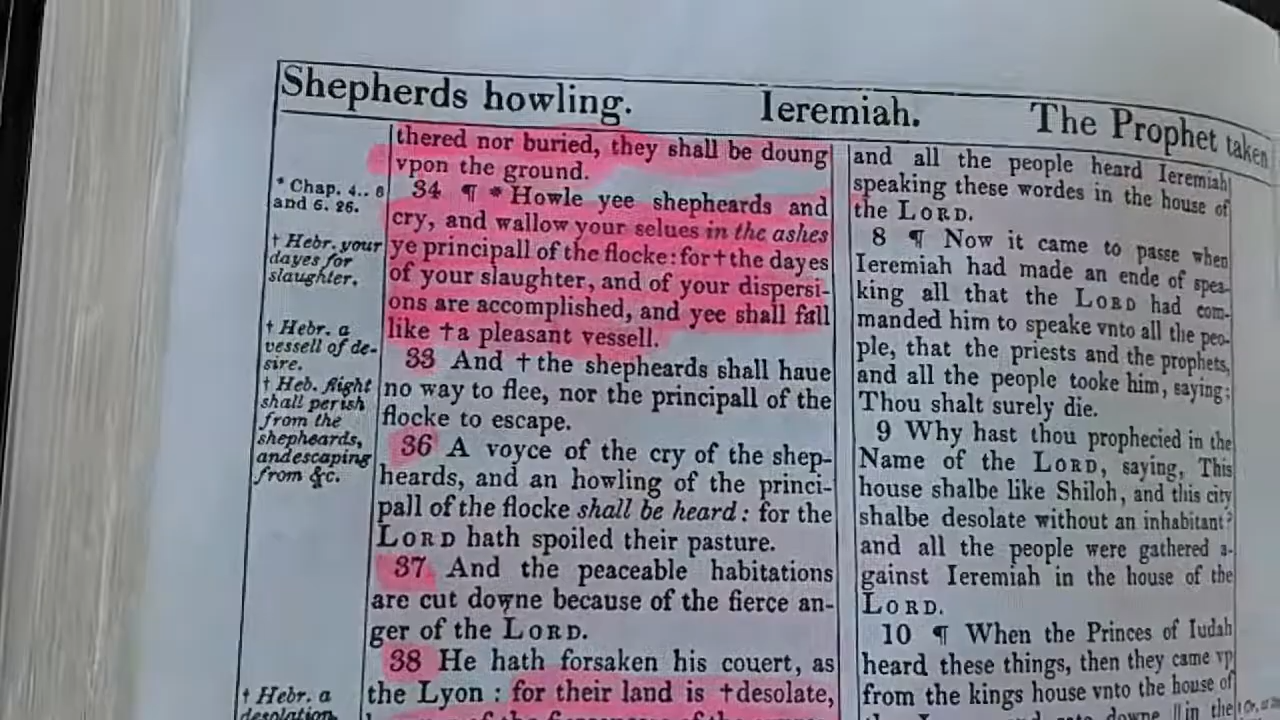 Shepherds howling. Ieremiah. The Prophet taken
thered nor buried, they shall be doung
vpon the ground.
34 ¶ * Howle yee shepheards and
cry, and wallow your selues in the ashes
ye principall of the flocke: for † the dayes
of your slaughter, and of your dispersi-
ons are accomplished, and yee shall fall
like † a pleasant vessell.
33 And † the shepheards shall haue
no way to flee, nor the principall of the
flocke to escape.
36 A voyce of the cry of the shep-
heards, and an howling of the princi-
pall of the flocke shall be heard: for the
LORD hath spoiled their pasture.
37 And the peaceable habitations
are cut downe because of the fierce an-
ger of the LORD.
38 He hath forsaken his couert, as
the Lyon: for their land is † desolate,
* Chap. 4.. 8
and 6. 26.
† Hebr. your
dayes for
slaughter.
† Hebr. a
vessell of de-
sire.
† Heb. flight
shall perish
from the
shepheards,
and escaping
from &c.
† Hebr. a
desolation
and all the people heard Ieremiah
speaking these wordes in the house of
the LORD.
8 ¶ Now it came to passe when
Ieremiah had made an ende of spea-
king all that the LORD had com-
manded him to speake vnto all the peo-
ple, that the priests and the prophets,
and all the people tooke him, saying;
Thou shalt surely die.
9 Why hast thou prophecied in the
Name of the LORD, saying, This
house shalbe like Shiloh, and this city
shalbe desolate without an inhabitant?
and all the people were gathered a-
gainst Ieremiah in the house of the
LORD.
10 ¶ When the Princes of Iudah
heard these things, then they came vp
from the kings house vnto the house of
downe || in the